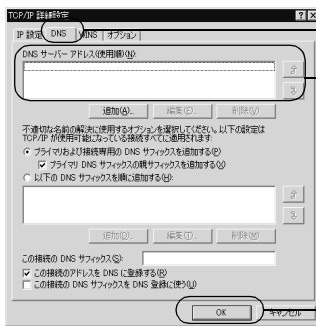 TCP/IP 詳細設定
IP 設定 DNS WINS オプション
DNS サーバー アドレス(使用順)(N):
追加(A)... 編集(E)... 削除(V)
不適切な名前の解決に使用するオプションを選択してください。以下の設定は
TCP/IP が使用可能になっている接続すべてに適用されます:
プライマリおよび接続専用の DNS サフィックスを追加する(P)
プライマリ DNS サフィックスの親サフィックスを追加する(X)
以下の DNS サフィックスを順に追加する(H):
追加(D)... 編集(T)... 削除(M)
この接続の DNS サフィックス(S):
この接続のアドレスを DNS に登録する(R)
この接続の DNS サフィックスを DNS 登録に使う(U)
OK キャンセル